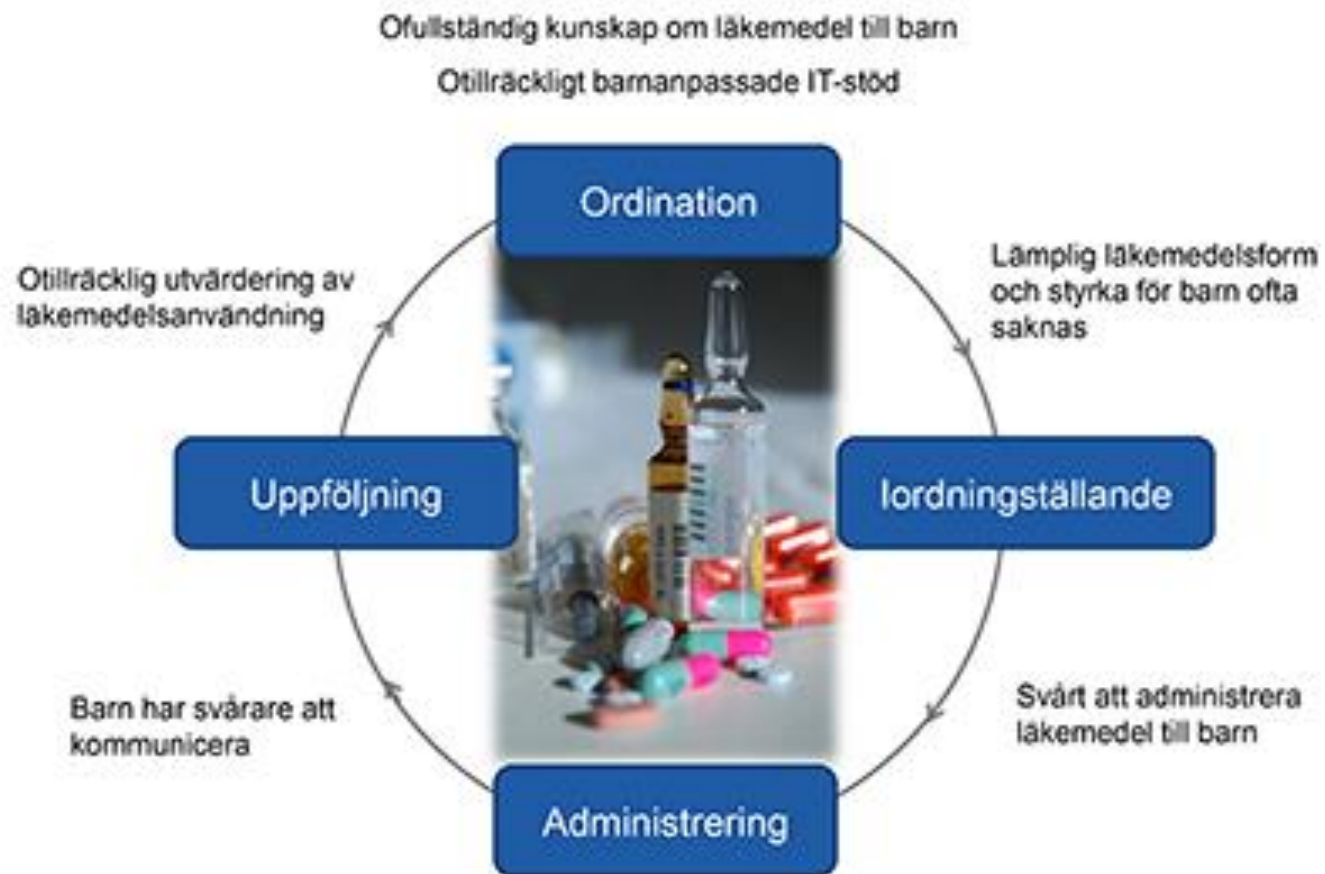 Ofullständig kunskap om läkemedel till barn
Otillräckligt barnanpassade IT-stöd
Ordination
Lämplig läkemedelsform
och styrka för barn ofta
saknas
Iordningställande
Svårt att administrera
läkemedel till barn
Administrering
Barn har svårare att
kommunicera
Uppföljning
Otillräcklig utvärdering av
läkemedelsanvändning